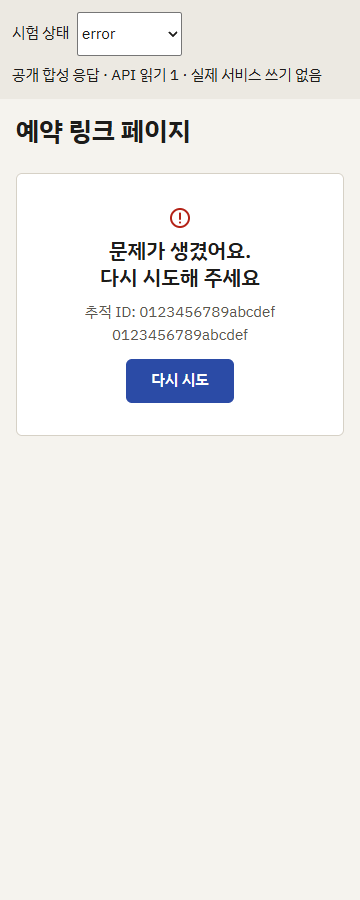 시험 상태 error
공개 합성 응답 · API 읽기 1 · 실제 서비스 쓰기 없음
예약 링크 페이지
문제가 생겼어요.
다시 시도해 주세요
추적 ID: 0123456789abcdef
0123456789abcdef
다시 시도